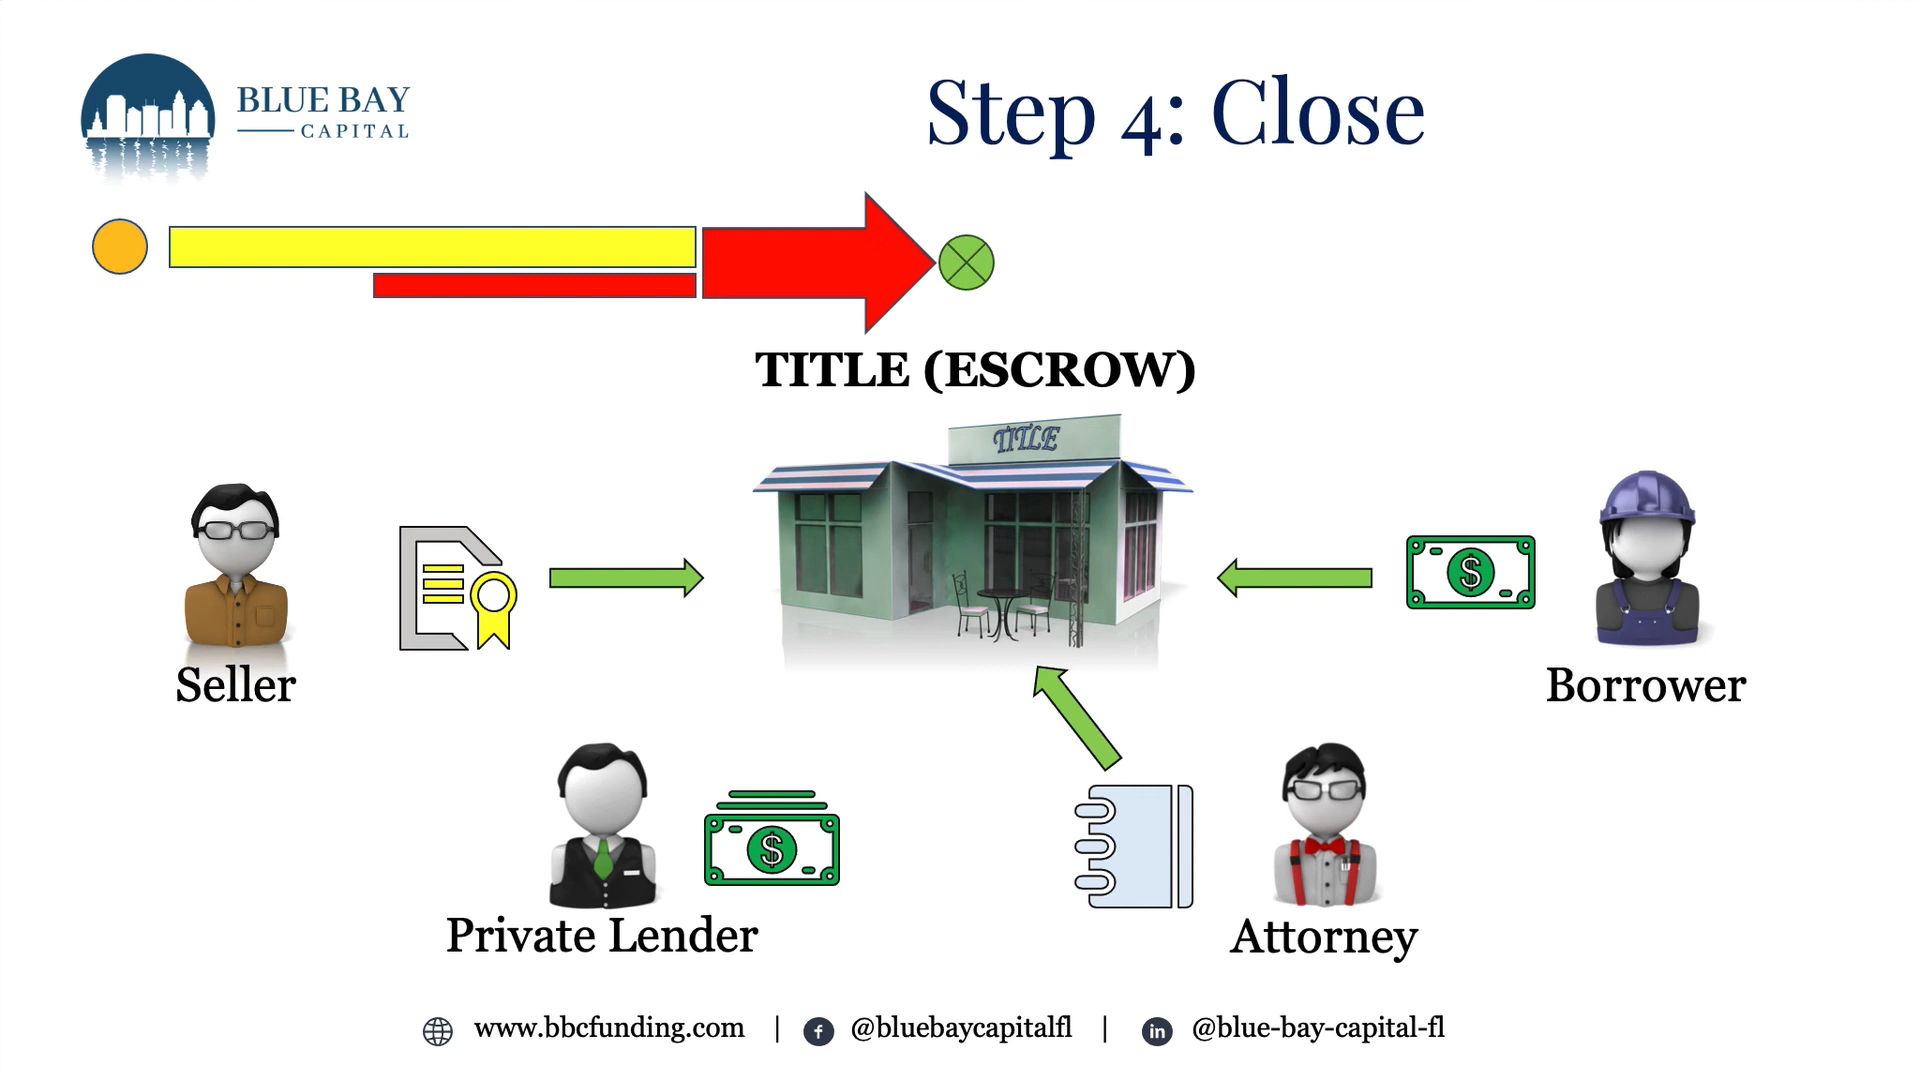 BLUE BAY
CAPITAL
Step 4: Close
TITLE (ESCROW)
TITLE
$
Seller
Borrower
$
Private Lender
Attorney
www.bbcfunding.com | f @bluebaycapitalfl | in @blue-bay-capital-fl